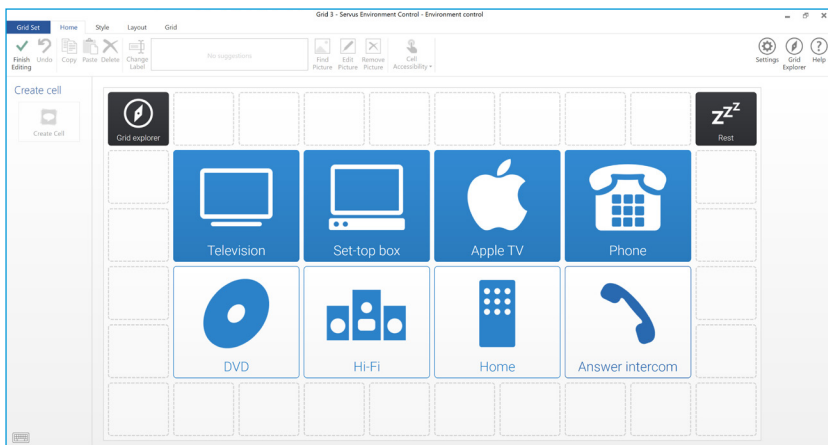 Grid 3 - Servus Environment Control - Environment control
Grid Set Home Style Layout Grid
Finish Editing
Undo
Copy
Paste
Delete
Change Label
No suggestions
Find Picture
Edit Picture
Remove Picture
Cell Accessibility
Settings
Grid Explorer
Help
Create cell
Create Cell
Grid explorer
zzz
Rest
Television
Set-top box
Apple TV
Phone
DVD
Hi-Fi
Home
Answer intercom